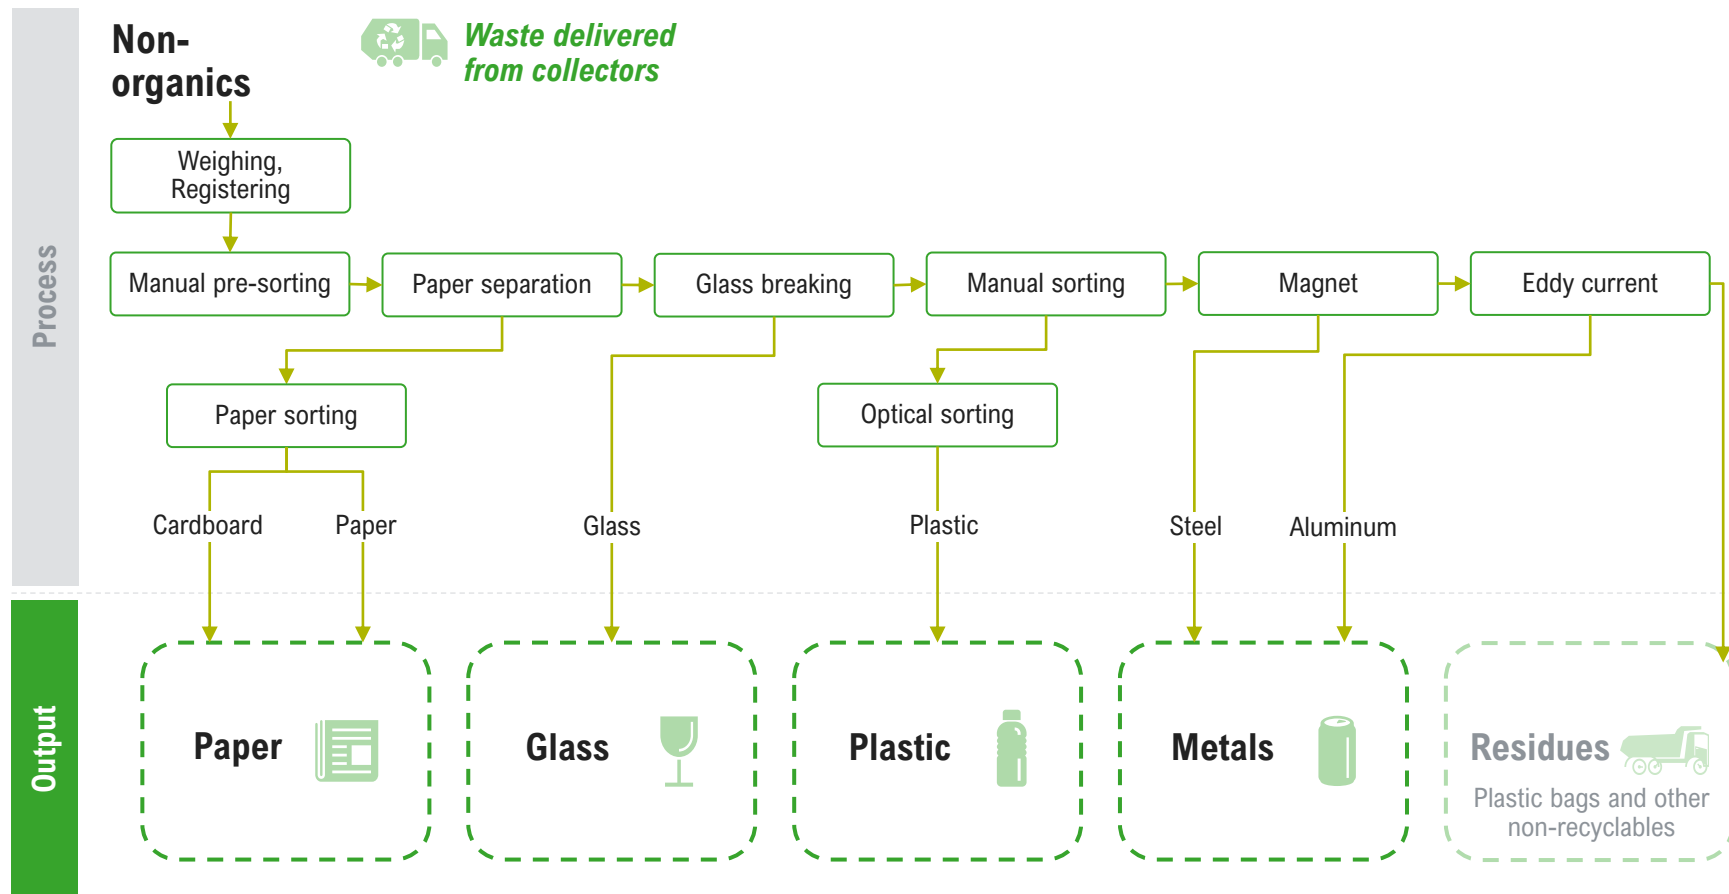 Non-
organics
Waste delivered
from collectors
Process
Weighing,
Registering
Manual pre-sorting
Paper separation
Glass breaking
Manual sorting
Magnet
Eddy current
Paper sorting
Optical sorting
Cardboard
Paper
Glass
Plastic
Steel
Aluminum
Output
Paper
Glass
Plastic
Metals
Residues
Plastic bags and other
non-recyclables